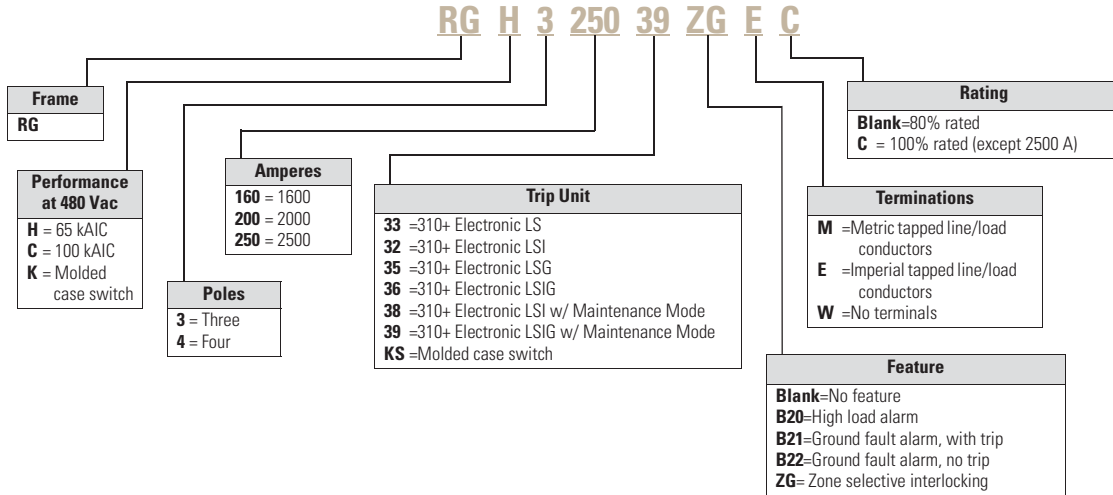 RG H 3 250 39 ZG E C
Frame
RG
Performance
at 480 Vac
H = 65 kAIC
C = 100 kAIC
K = Molded
case switch
Poles
3 = Three
4 = Four
Amperes
160 = 1600
200 = 2000
250 = 2500
Trip Unit
33 =310+ Electronic LS
32 =310+ Electronic LSI
35 =310+ Electronic LSG
36 =310+ Electronic LSIG
38 =310+ Electronic LSI w/ Maintenance Mode
39 =310+ Electronic LSIG w/ Maintenance Mode
KS =Molded case switch
Rating
Blank=80% rated
C = 100% rated (except 2500 A)
Terminations
M =Metric tapped line/load
conductors
E =Imperial tapped line/load
conductors
W =No terminals
Feature
Blank=No feature
B20=High load alarm
B21=Ground fault alarm, with trip
B22=Ground fault alarm, no trip
ZG= Zone selective interlocking